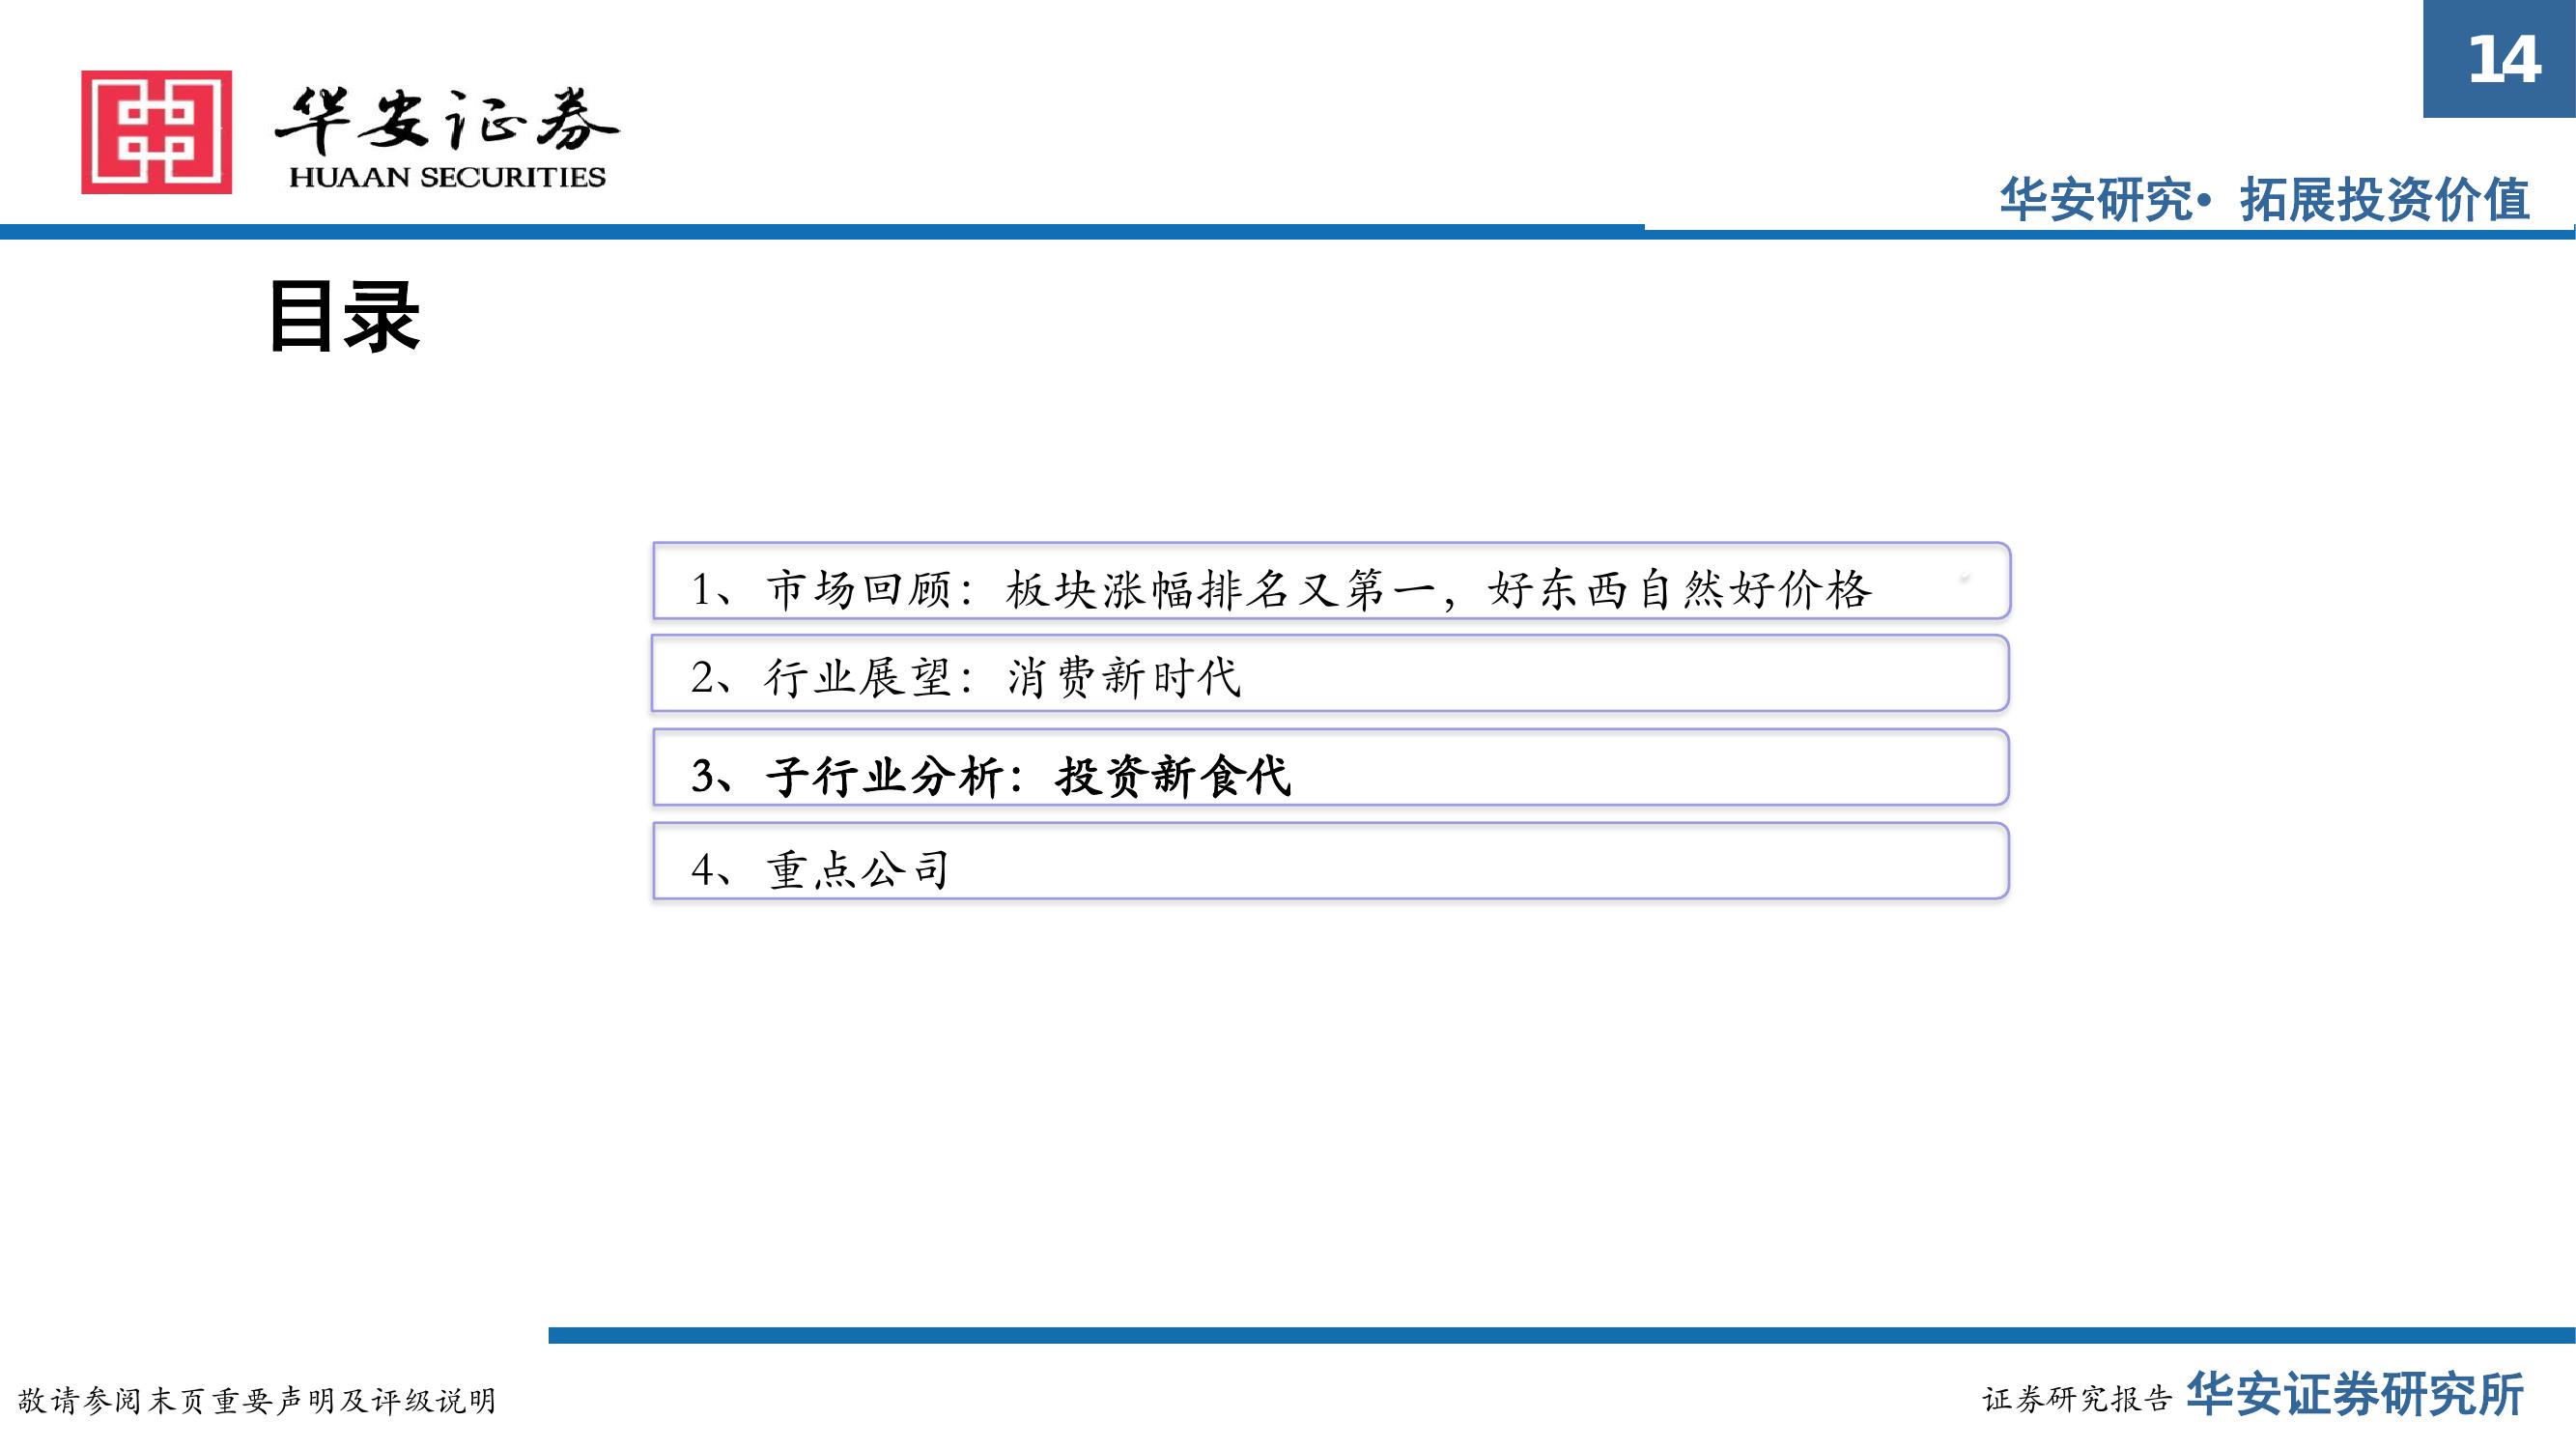 14
华安证券
HUAAN SECURITIES
华安研究• 拓展投资价值
目录
1、市场回顾：板块涨幅排名又第一，好东西自然好价格
2、行业展望：消费新时代
3、子行业分析：投资新食代
4、重点公司
敬请参阅末页重要声明及评级说明
证券研究报告 华安证券研究所